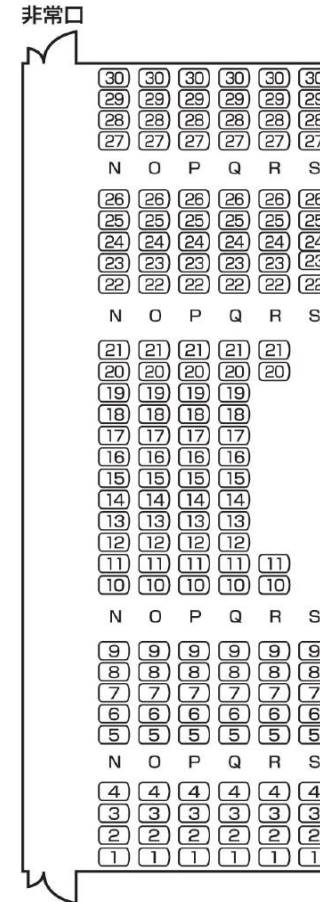 非常口
30 30 30 30 30 30
29 29 29 29 29 29
28 28 28 28 28 28
27 27 27 27 27 27
N O P Q R S
26 26 26 26 26 26
25 25 25 25 25 25
24 24 24 24 24 24
23 23 23 23 23 23
22 22 22 22 22 22
N O P Q R S
21 21 21 21 21
20 20 20 20 20
19 19 19 19
18 18 18 18
17 17 17 17
16 16 16 16
15 15 15 15
14 14 14 14
13 13 13 13
12 12 12 12
11 11 11 11 11
10 10 10 10 10
N O P Q R S
9 9 9 9 9 9
8 8 8 8 8 8
7 7 7 7 7 7
6 6 6 6 6 6
5 5 5 5 5 5
N O P Q R S
4 4 4 4 4 4
3 3 3 3 3 3
2 2 2 2 2 2
1 1 1 1 1 1